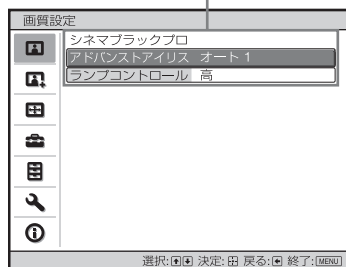 画質設定
シネマブラックプロ
アドバンストアイリス オート 1
ランプコントロール 高
選択: 決定: 戻る: 終了: MENU